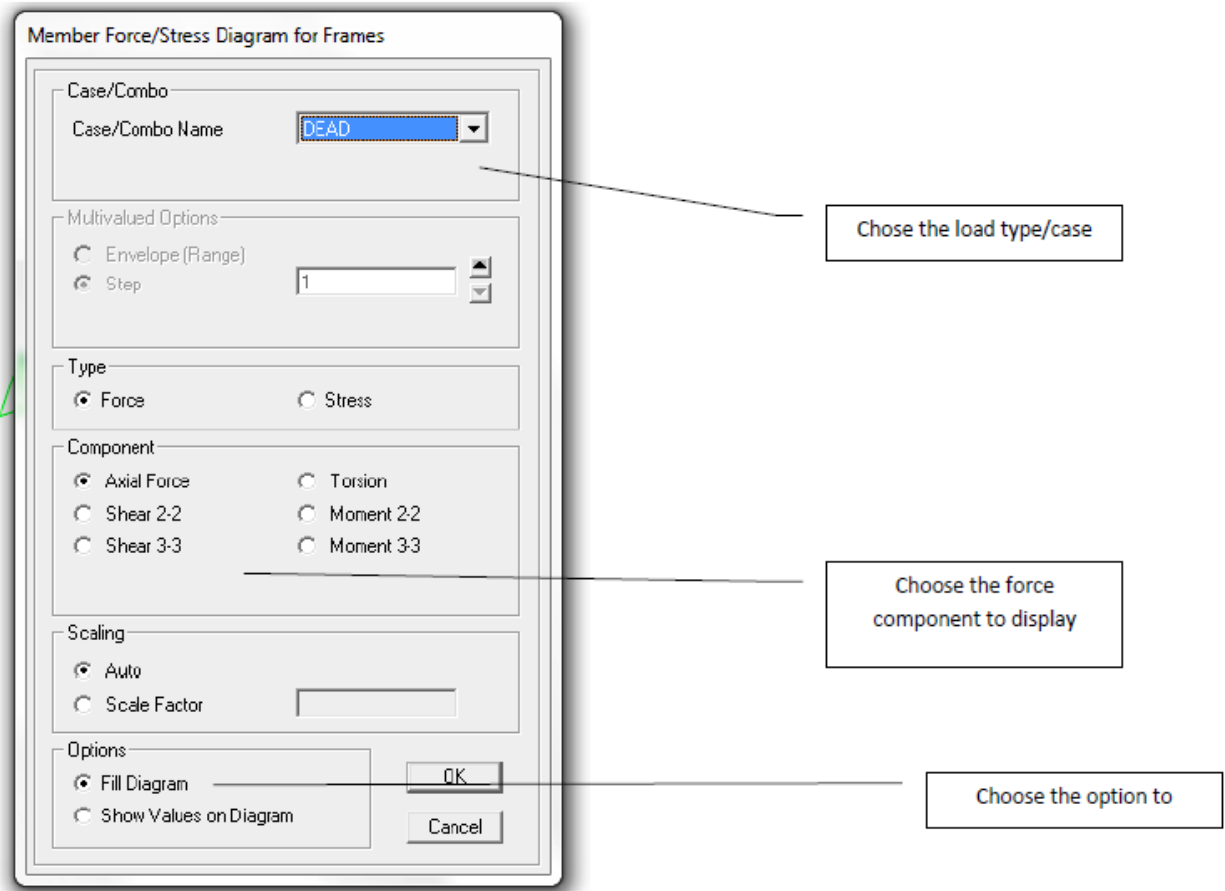 Member Force/Stress Diagram for Frames
Case/Combo
Case/Combo Name
DEAD
Chose the load type/case
Multivalued Options
Envelope (Range)
Step
1
Type
Force
Stress
Component
Axial Force
Torsion
Shear 2-2
Moment 2-2
Shear 3-3
Moment 3-3
Choose the force
component to display
Scaling
Auto
Scale Factor
Options
Fill Diagram
OK
Show Values on Diagram
Cancel
Choose the option to